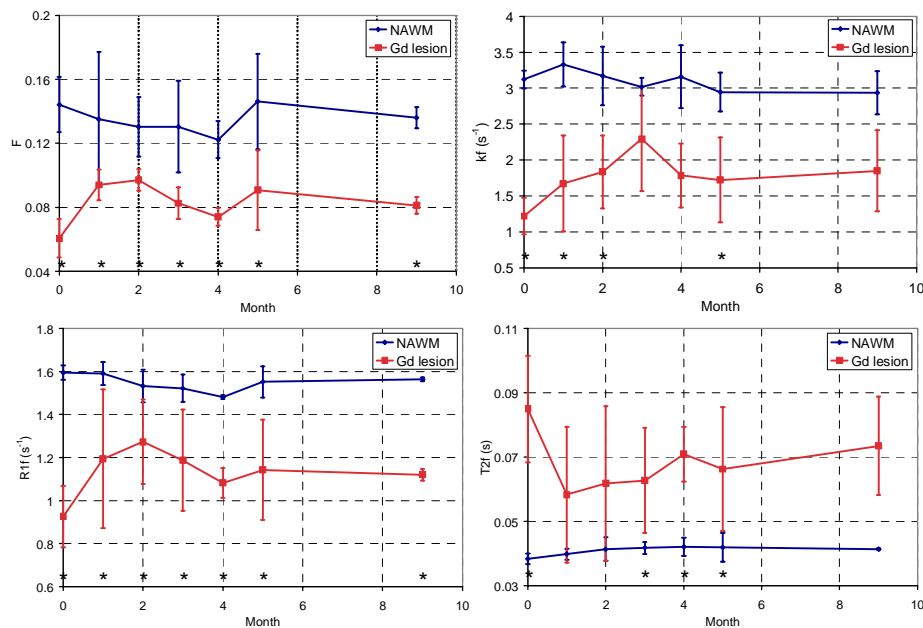 0.2
0.16
0.12
0.08
0.04
F
NAWM
Gd lesion
* * * * * * *
0 2 4 6 8 10
Month
4
3.5
3
2.5
2
1.5
1
0.5
kf (s-1)
NAWM
Gd lesion
* * * *
0 2 4 6 8 10
Month
1.8
1.6
1.4
1.2
1
0.8
0.6
R1f (s-1)
NAWM
Gd lesion
* * * * * * *
0 2 4 6 8 10
Month
0.11
0.09
0.07
0.05
0.03
T2f (s)
NAWM
Gd lesion
* * * *
0 2 4 6 8 10
Month